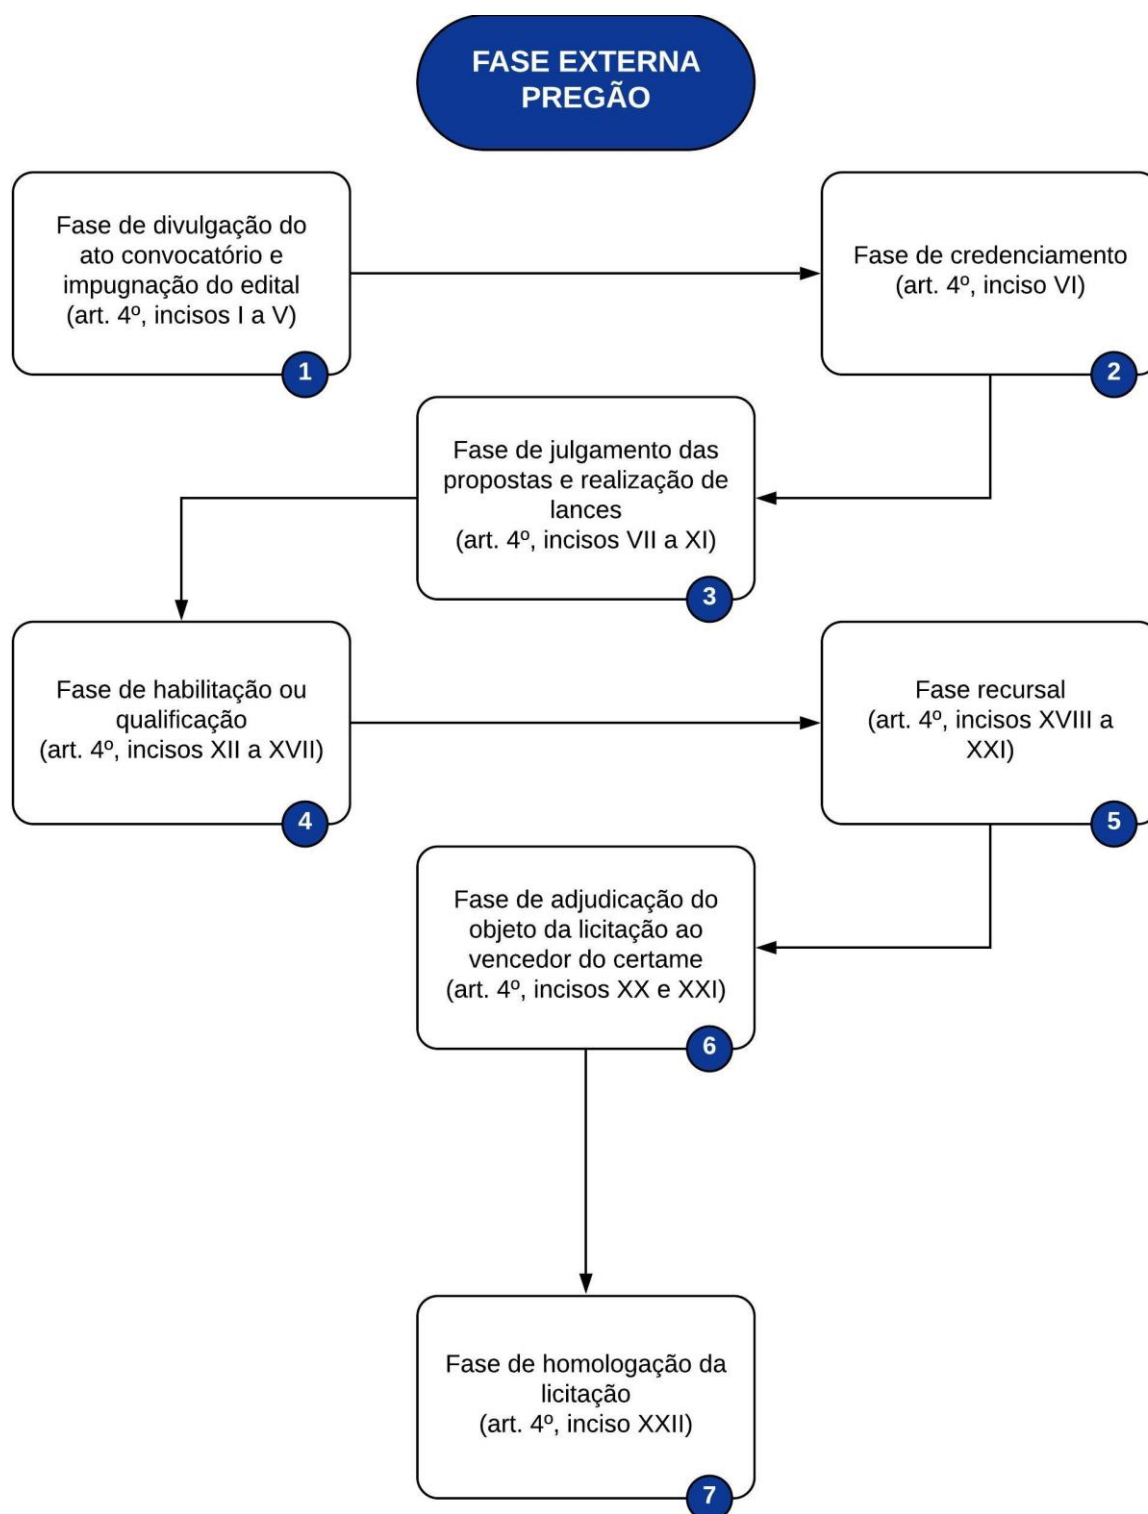 FASE EXTERNA
PREGÃO
Fase de divulgação do
ato convocatório e
impugnação do edital
(art. 4º, incisos I a V)
1
Fase de credenciamento
(art. 4º, inciso VI)
2
Fase de julgamento das
propostas e realização de
lances
(art. 4º, incisos VII a XI)
3
Fase de habilitação ou
qualificação
(art. 4º, incisos XII a XVII)
4
Fase recursal
(art. 4º, incisos XVIII a
XXI)
5
Fase de adjudicação do
objeto da licitação ao
vencedor do certame
(art. 4º, incisos XX e XXI)
6
Fase de homologação da
licitação
(art. 4º, inciso XXII)
7